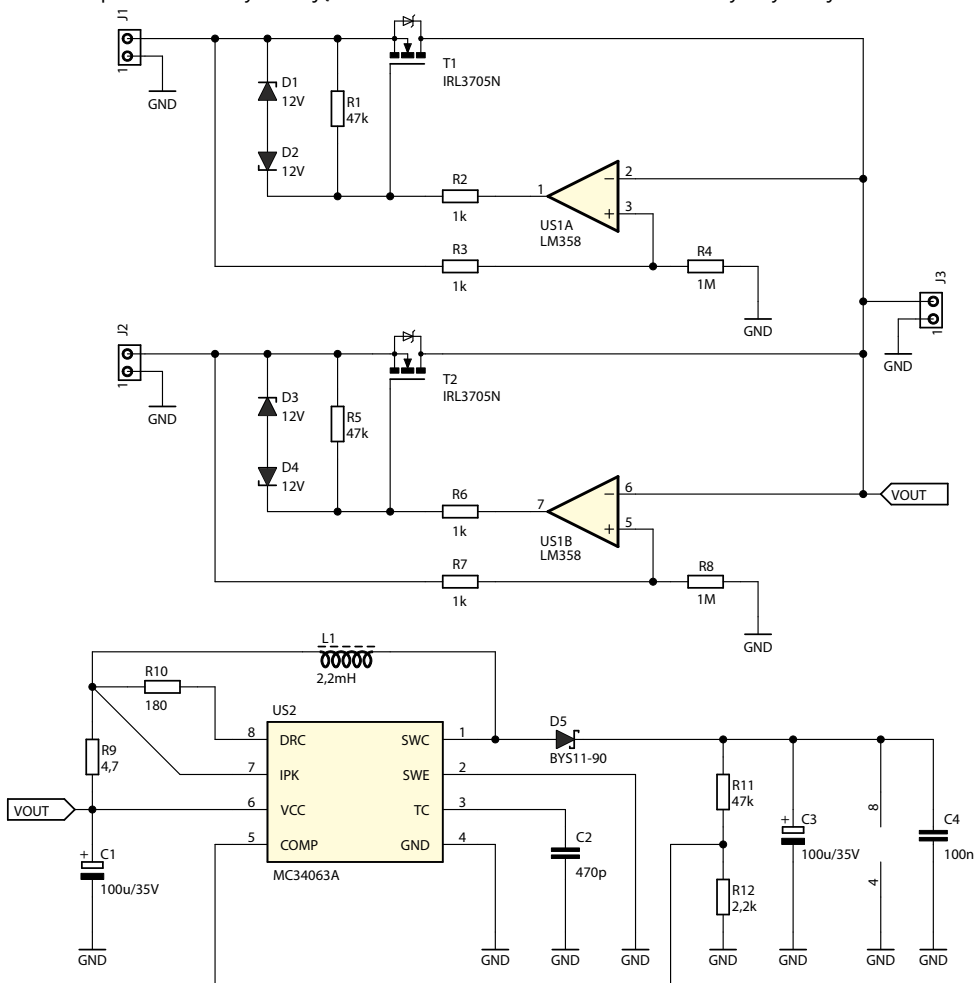 J1
1
GND
D1
12V
D2
12V
R1
47k
T1
IRL3705N
R2
1k
1
2
3
US1A
LM358
R3
1k
R4
1M
GND
J3
1
GND
J2
1
GND
D3
12V
D4
12V
R5
47k
T2
IRL3705N
R6
1k
7
6
5
US1B
LM358
VOUT
R7
1k
R8
1M
GND
L1
2,2mH
R10
180
US2
R9
4,7
8 DRC SWC 1
7 IPK SWE 2
6 VCC TC 3
5 COMP GND 4
MC34063A
VOUT
C1
+
100u/35V
GND
D5
BYS11-90
C2
470p
R11
47k
R12
2,2k
C3
+
100u/35V
8
4
C4
100n
GND
GND
GND
GND
GND
GND
GND